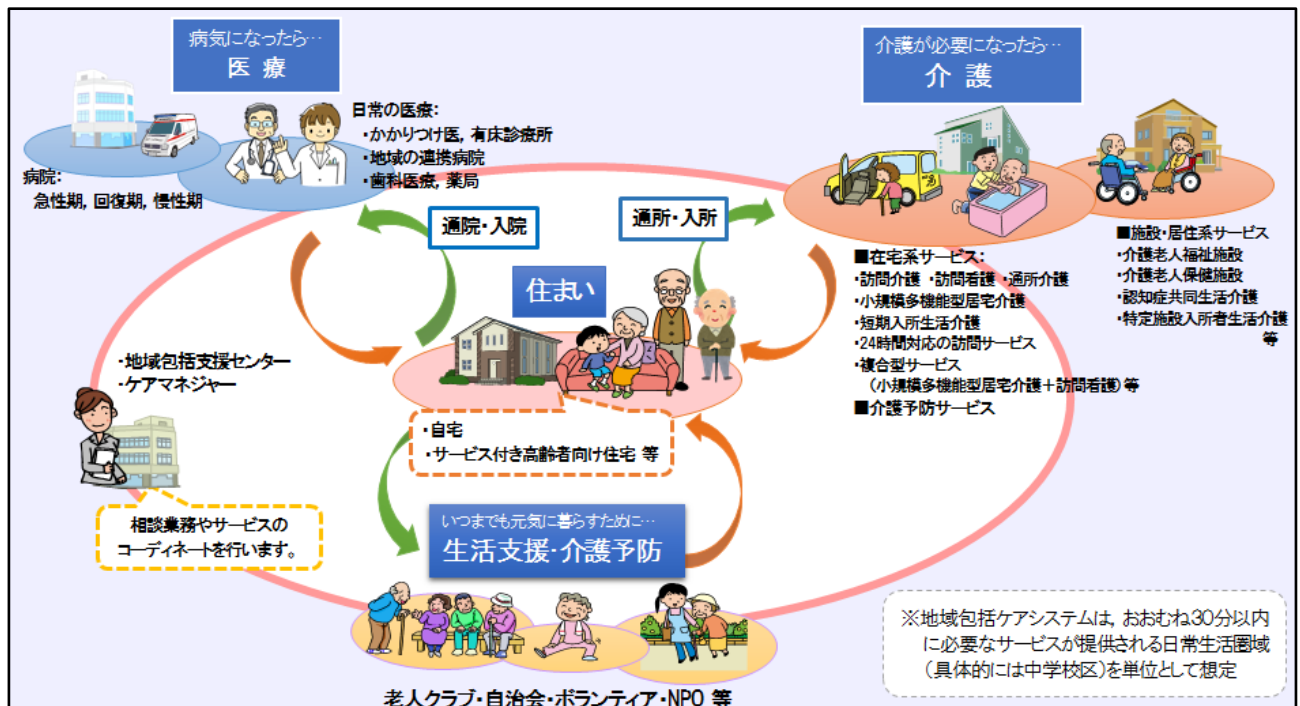 病気になったら…
医 療
介護が必要になったら…
介 護
日常の医療:
・かかりつけ医, 有床診療所
・地域の連携病院
・歯科医療, 薬局
病院:
急性期, 回復期, 慢性期
通院・入院
通所・入所
住まい
■在宅系サービス:
・訪問介護 ・訪問看護 ・通所介護
・小規模多機能型居宅介護
・短期入所生活介護
・24時間対応の訪問サービス
・複合型サービス
(小規模多機能型居宅介護+訪問看護)等
■介護予防サービス
■施設・居住系サービス
・介護老人福祉施設
・介護老人保健施設
・認知症共同生活介護
・特定施設入所者生活介護
等
・地域包括支援センター
・ケアマネジャー
相談業務やサービスの
コーディネートを行います。
・自宅
・サービス付き高齢者向け住宅 等
いつまでも元気に暮らすために…
生活支援・介護予防
老人クラブ・自治会・ボランティア・NPO 等
※地域包括ケアシステムは, おおむね30分以内
に必要なサービスが提供される日常生活圏域
(具体的には中学校区)を単位として想定